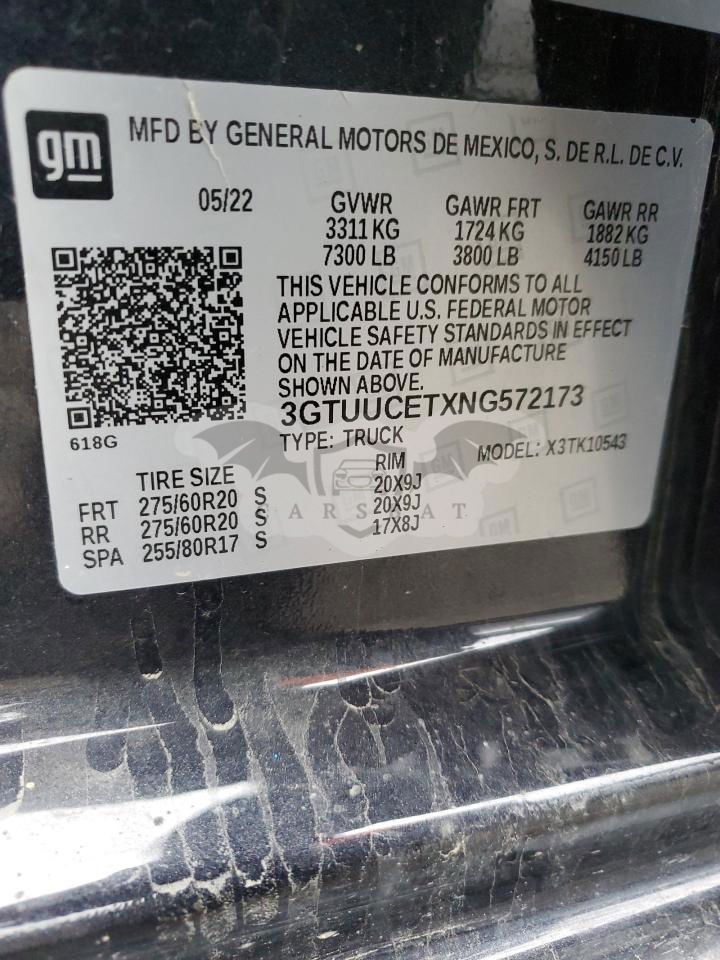 gm
MFD BY GENERAL MOTORS DE MEXICO, S. DE R.L. DE C.V.
05/22 GVWR GAWR FRT GAWR RR
3311 KG 1724 KG 1882 KG
7300 LB 3800 LB 4150 LB
THIS VEHICLE CONFORMS TO ALL
APPLICABLE U.S. FEDERAL MOTOR
VEHICLE SAFETY STANDARDS IN EFFECT
ON THE DATE OF MANUFACTURE
SHOWN ABOVE.
3GTUUCETXNG572173
618G
TYPE: TRUCK MODEL: X3TK10543
TIRE SIZE RIM
FRT 275/60R20 S 20X9J
RR 275/60R20 S 20X9J
SPA 255/80R17 S 17X8J